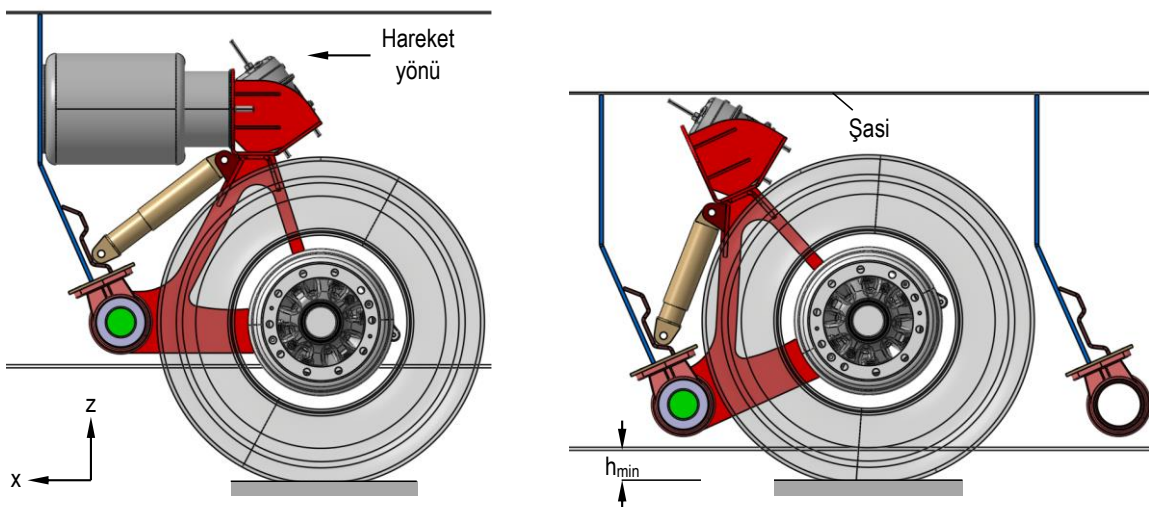 Hareket
yönü
Şasi
z
x
hmin